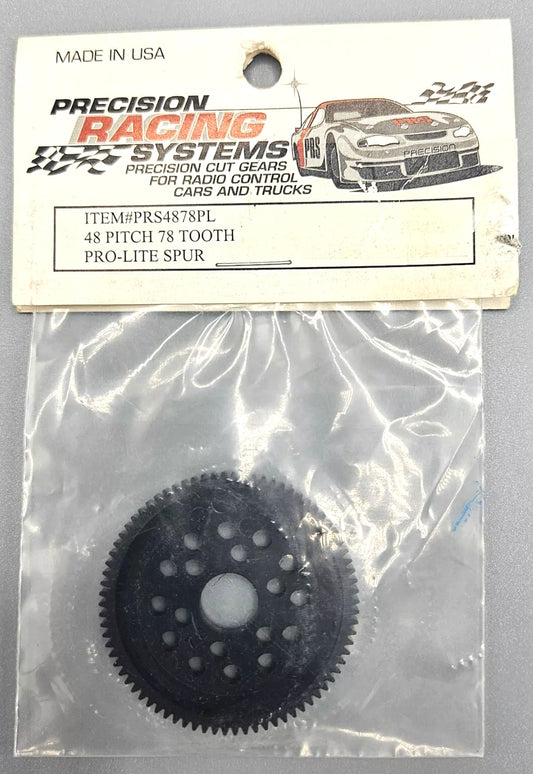 MADE IN USA
PRECISION
RACING
SYSTEMS
PRECISION CUT GEARS
FOR RADIO CONTROL
CARS AND TRUCKS
PRS
PRECISION
ITEM#PRS4878PL
48 PITCH 78 TOOTH
PRO-LITE SPUR